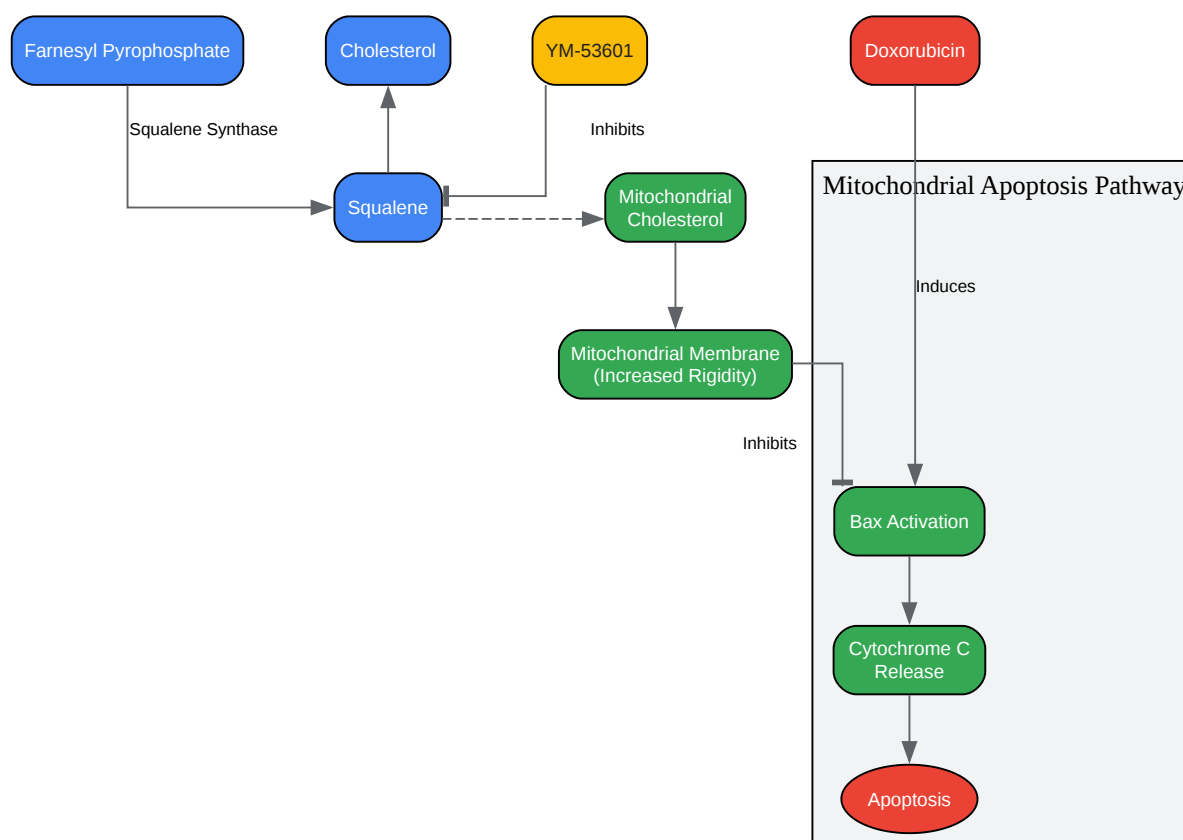 Farnesyl Pyrophosphate
Cholesterol
YM-53601
Doxorubicin
Squalene Synthase
Inhibits
Mitochondrial Apoptosis Pathway
Squalene
Mitochondrial
Cholesterol
Induces
Mitochondrial Membrane
(Increased Rigidity)
Inhibits
Bax Activation
Cytochrome C
Release
Apoptosis